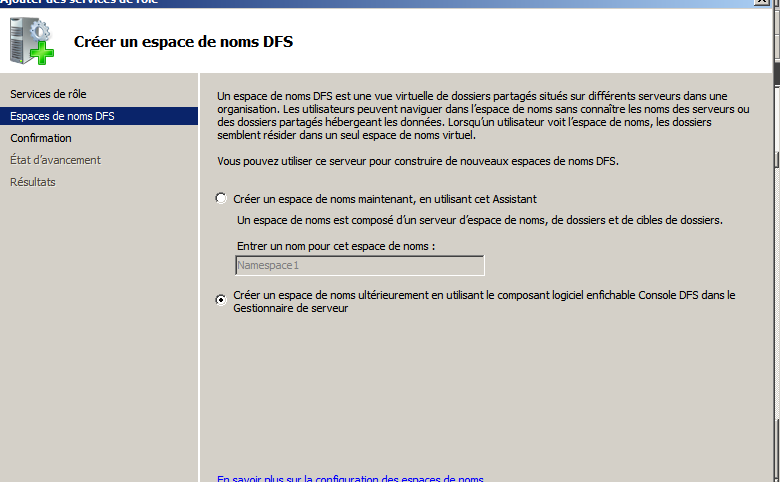 Ajouter des services de rôle
Créer un espace de noms DFS
Services de rôle
Espaces de noms DFS
Confirmation
État d'avancement
Résultats
Un espace de noms DFS est une vue virtuelle de dossiers partagés situés sur différents serveurs dans une
organisation. Les utilisateurs peuvent naviguer dans l'espace de noms sans connaître les noms des serveurs ou
des dossiers partagés hébergeant les données. Lorsqu'un utilisateur voit l'espace de noms, les dossiers
semblent résider dans un seul espace de noms virtuel.
Vous pouvez utiliser ce serveur pour construire de nouveaux espaces de noms DFS.
Créer un espace de noms maintenant, en utilisant cet Assistant
Un espace de noms est composé d'un serveur d'espace de noms, de dossiers et de cibles de dossiers.
Entrer un nom pour cet espace de noms :
Namespace1
Créer un espace de noms ultérieurement en utilisant le composant logiciel enfichable Console DFS dans le
Gestionnaire de serveur
En savoir plus sur la configuration des espaces de noms